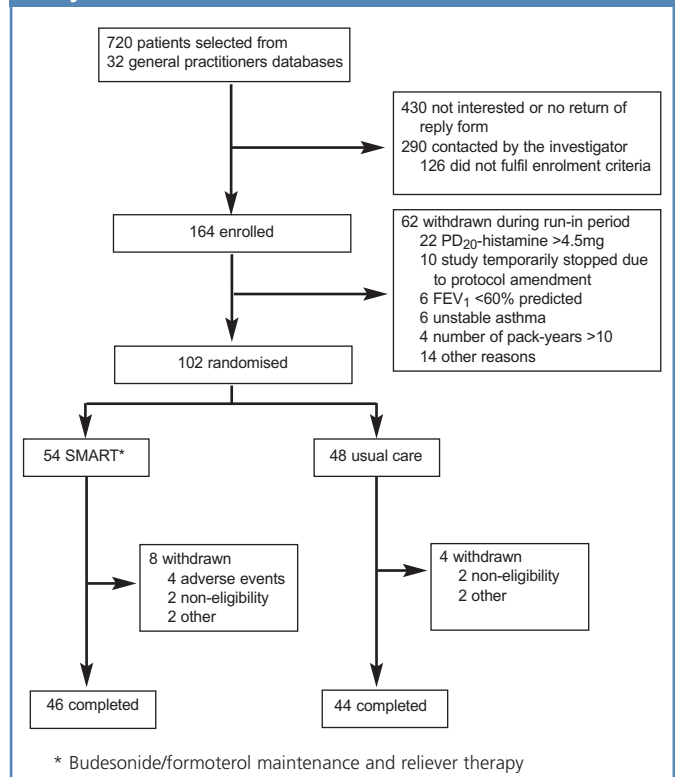 720 patients selected from
32 general practitioners databases
430 not interested or no return of
reply form
290 contacted by the investigator
126 did not fulfil enrolment criteria
164 enrolled
62 withdrawn during run-in period
22 PD20-histamine >4.5mg
10 study temporarily stopped due
to protocol amendment
6 FEV1 <60% predicted
6 unstable asthma
4 number of pack-years >10
14 other reasons
102 randomised
54 SMART*
48 usual care
8 withdrawn
4 adverse events
2 non-eligibility
2 other
4 withdrawn
2 non-eligibility
2 other
46 completed
44 completed
* Budesonide/formoterol maintenance and reliever therapy